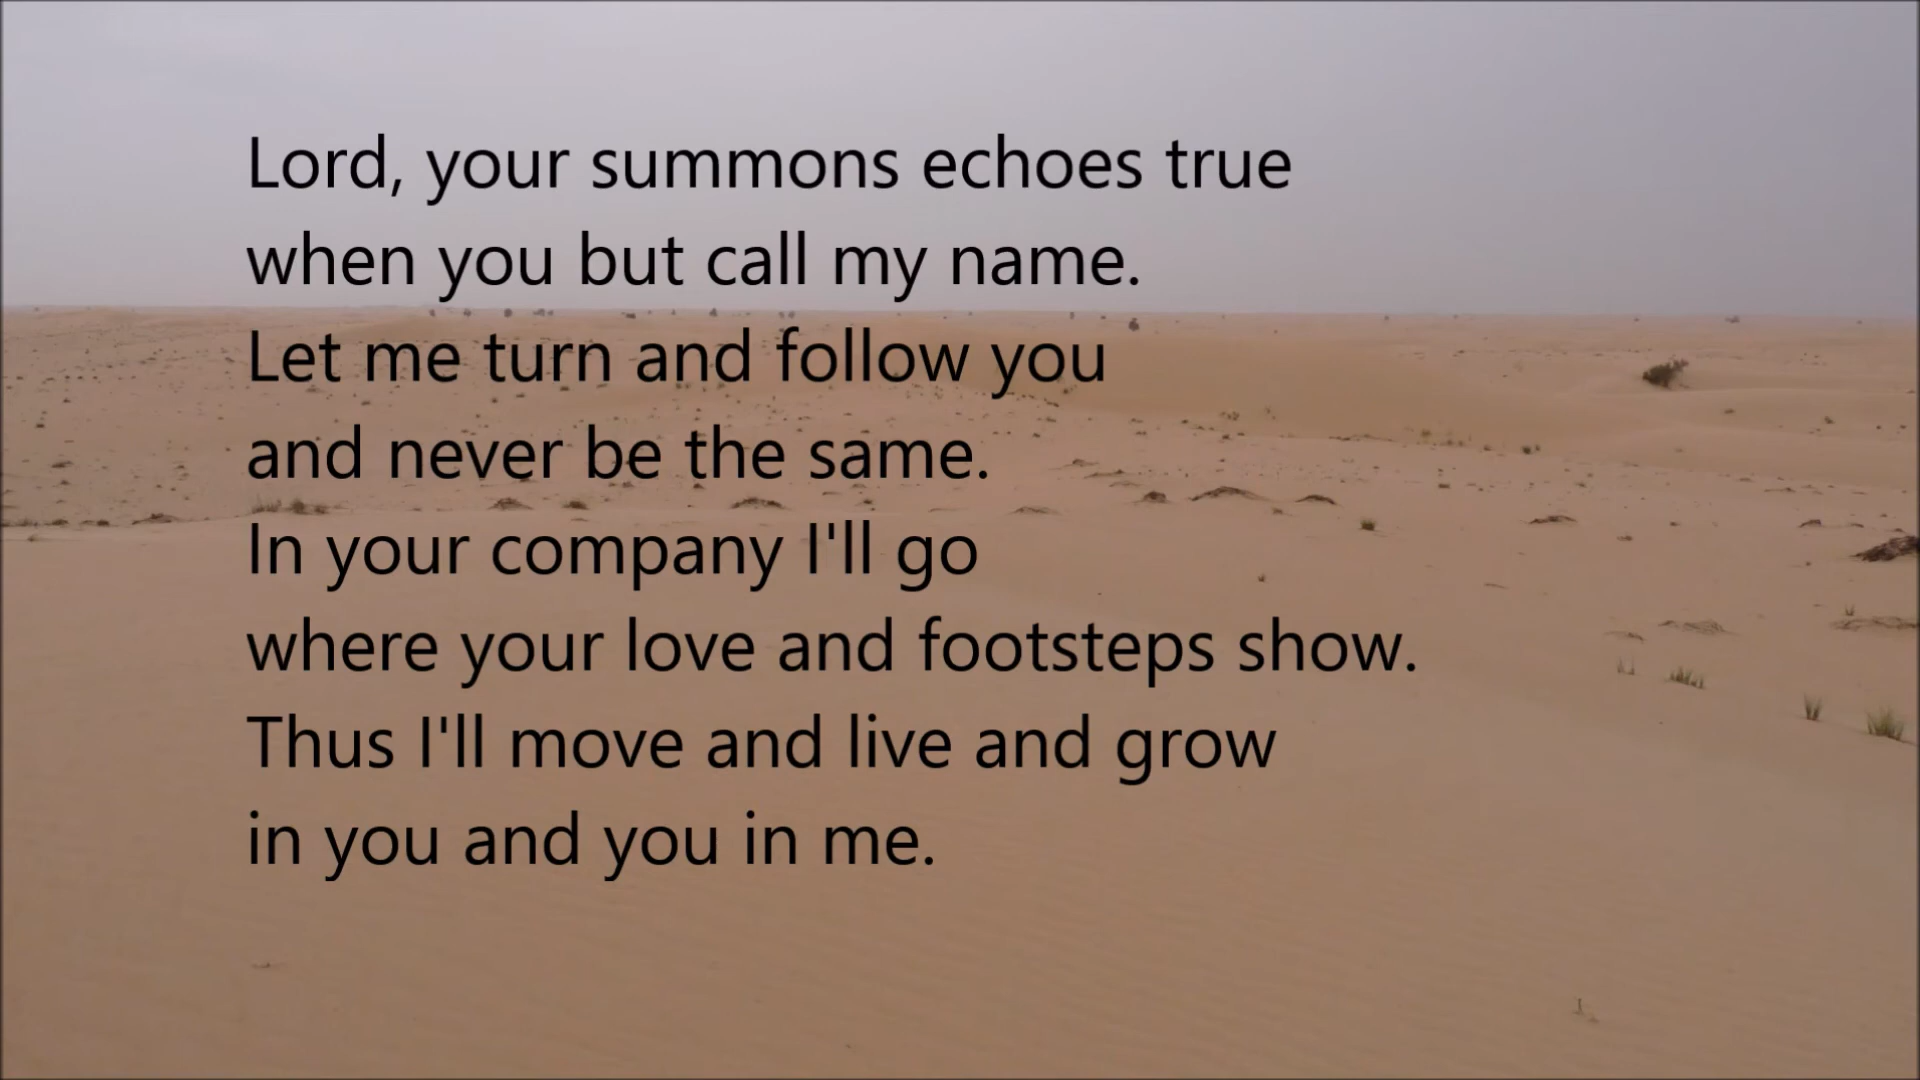 Lord, your summons echoes true
when you but call my name.
Let me turn and follow you
and never be the same.
In your company I'll go
where your love and footsteps show.
Thus I'll move and live and grow
in you and you in me.